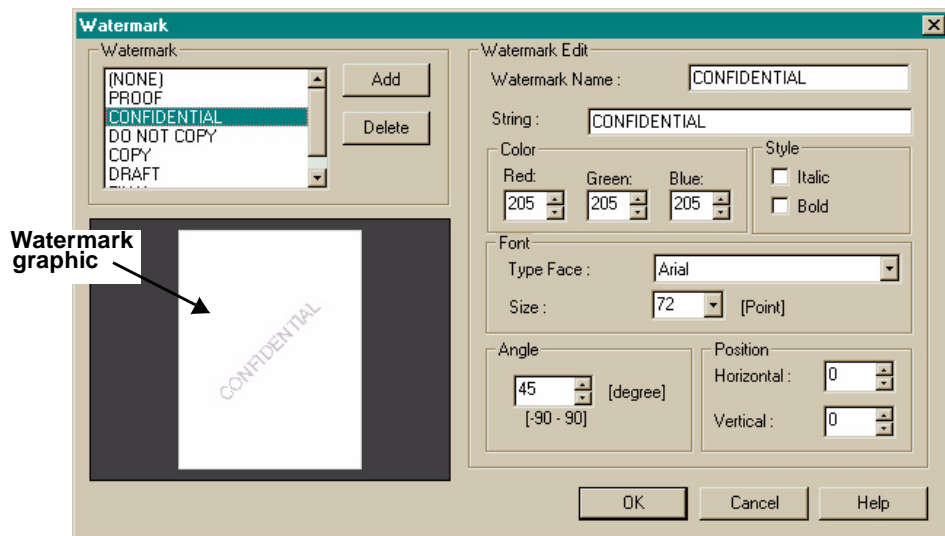 Watermark
Watermark
(NONE)
PROOF
CONFIDENTIAL
DO NOT COPY
COPY
DRAFT
Add
Delete
Watermark
graphic
CONFIDENTIAL
Watermark Edit
Watermark Name : CONFIDENTIAL
String : CONFIDENTIAL
Color
Red: Green: Blue:
205 205 205
Style
Italic
Bold
Font
Type Face : Arial
Size : 72 [Point]
Angle
45 [degree]
[-90 - 90]
Position
Horizontal : 0
Vertical : 0
OK Cancel Help